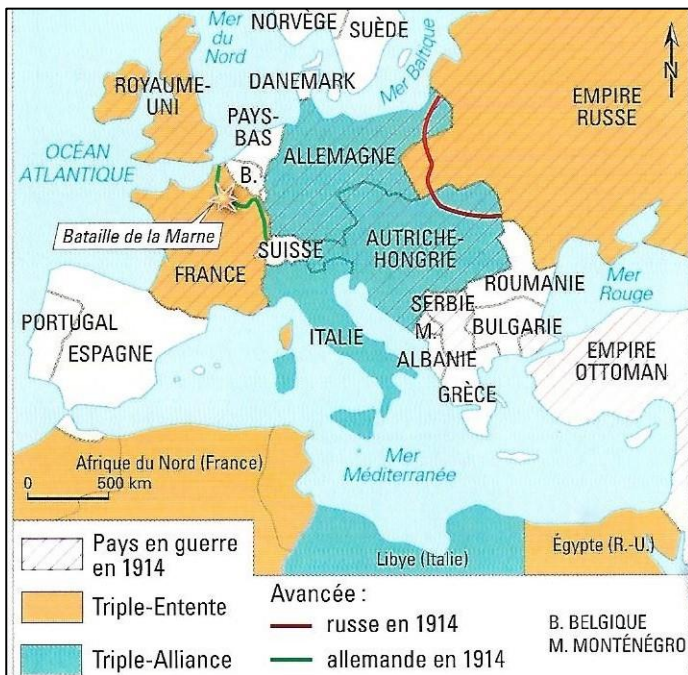 Mer
du Nord
NORVÈGE
SUÈDE
Mer Baltique
N
ROYAUME-
UNI
DANEMARK
PAYS-
BAS
EMPIRE
RUSSE
OCÉAN
ATLANTIQUE
ALLEMAGNE
B.
Bataille de la Marne
SUISSE
AUTRICHE-
HONGRIE
FRANCE
ROUMANIE
Mer
Rouge
SERBIE
M.
BULGARIE
PORTUGAL
ESPAGNE
ITALIE
ALBANIE
EMPIRE
OTTOMAN
GRÈCE
Afrique du Nord (France)
0 500 km
Mer
Méditerranée
Libye (Italie)
Égypte (R.-U.)
Pays en guerre
en 1914
Triple-Entente
Triple-Alliance
Avancée :
russe en 1914
allemande en 1914
B. BELGIQUE
M. MONTÉNÉGRO